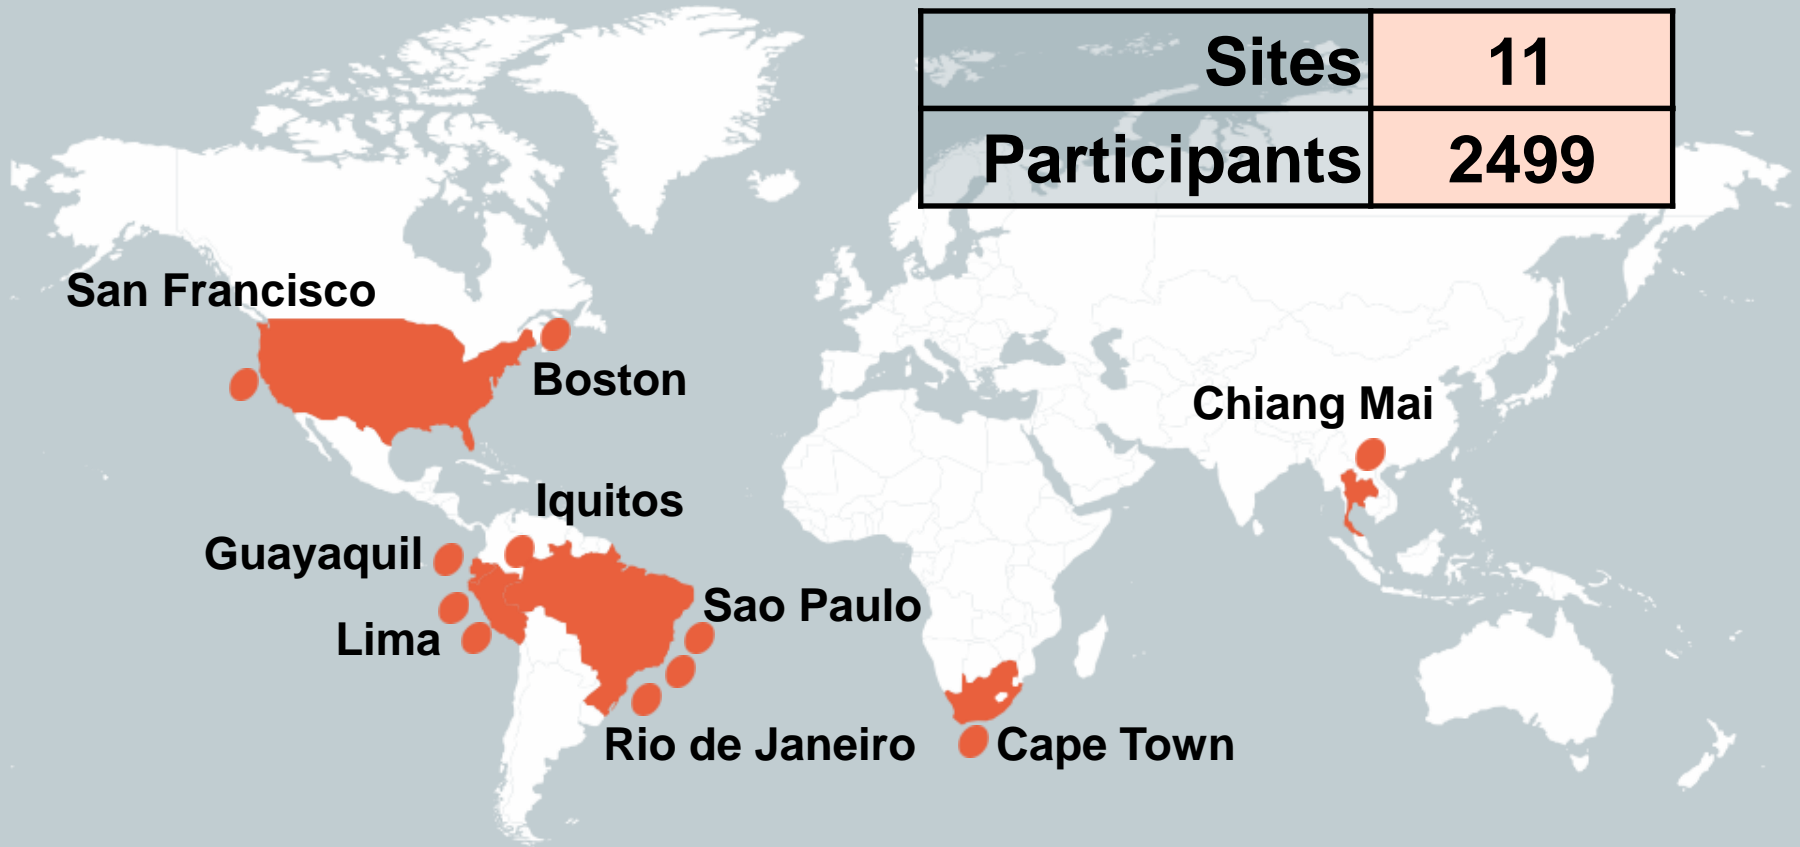 Sites 11
Participants 2499
San Francisco
Boston
Chiang Mai
Iquitos
Guayaquil
Sao Paulo
Lima
Rio de Janeiro
Cape Town